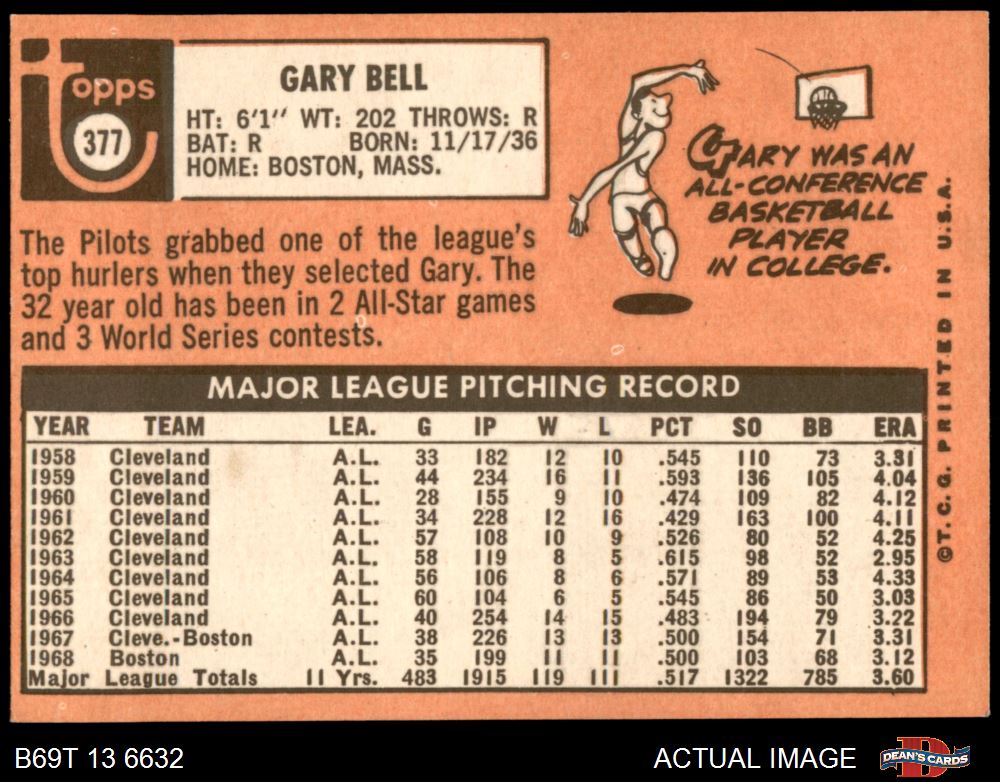 topps
377
GARY BELL
HT: 6'1" WT: 202 THROWS: R
BAT: R BORN: 11/17/36
HOME: BOSTON, MASS.
The Pilots grabbed one of the league's
top hurlers when they selected Gary. The
32 year old has been in 2 All-Star games
and 3 World Series contests.
GARY WAS AN
ALL-CONFERENCE
BASKETBALL
PLAYER
IN COLLEGE.
©T.C.G. PRINTED IN U.S.A.
MAJOR LEAGUE PITCHING RECORD
YEAR TEAM LEA. G IP W L PCT SO BB ERA
1958 Cleveland A.L. 33 182 12 10 .545 110 73 3.31
1959 Cleveland A.L. 44 234 16 11 .593 136 105 4.04
1960 Cleveland A.L. 28 155 9 10 .474 109 82 4.12
1961 Cleveland A.L. 34 228 12 16 .429 163 100 4.11
1962 Cleveland A.L. 57 108 10 9 .526 80 52 4.25
1963 Cleveland A.L. 58 119 8 5 .615 98 52 2.95
1964 Cleveland A.L. 56 106 8 6 .571 89 53 4.33
1965 Cleveland A.L. 60 104 6 5 .545 86 50 3.03
1966 Cleveland A.L. 40 254 14 15 .483 194 79 3.22
1967 Cleve.-Boston A.L. 38 226 13 13 .500 154 71 3.31
1968 Boston A.L. 35 199 11 11 .500 103 68 3.12
Major League Totals 11 Yrs. 483 1915 119 111 .517 1322 785 3.60
B69T 13 6632
ACTUAL IMAGE
DEAN'S CARDS